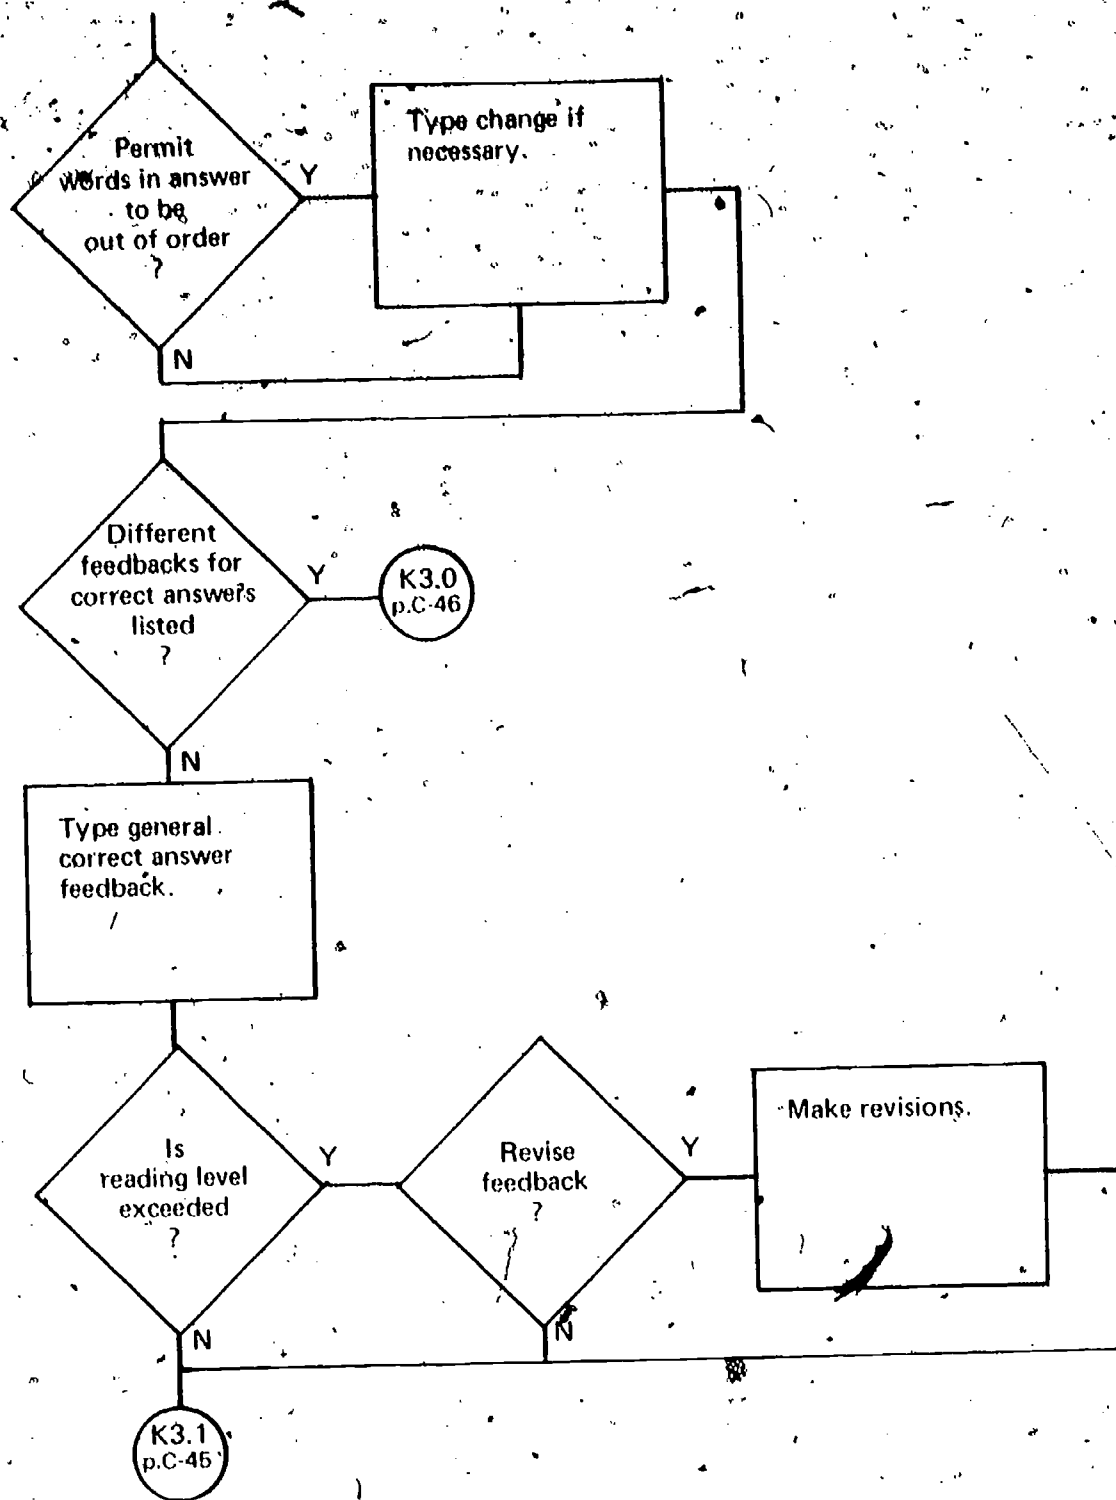 Permit
words in answer
to be
out of order
?
Y
N
Type change if
necessary.
Different
feedbacks for
correct answers
listed
?
Y
K3.0
p.C-46
N
Type general
correct answer
feedback.
Is
reading level
exceeded
?
Y
N
Revise
feedback
?
Y
N
Make revisions.
K3.1
p.C-45